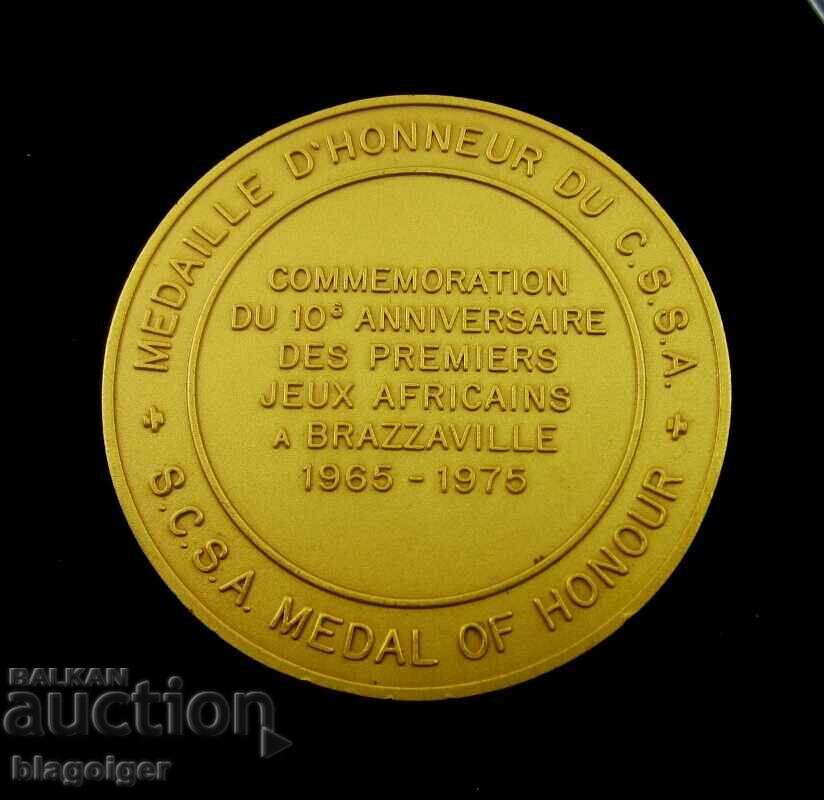 MEDAILLE D'HONNEUR DU C.S.S.A.
COMMEMORATION
DU 10e ANNIVERSAIRE
DES PREMIERS
JEUX AFRICAINS
A BRAZZAVILLE
1965 - 1975
S.C.S.A. MEDAL OF HONOUR
BALKAN
auction
blagoiger